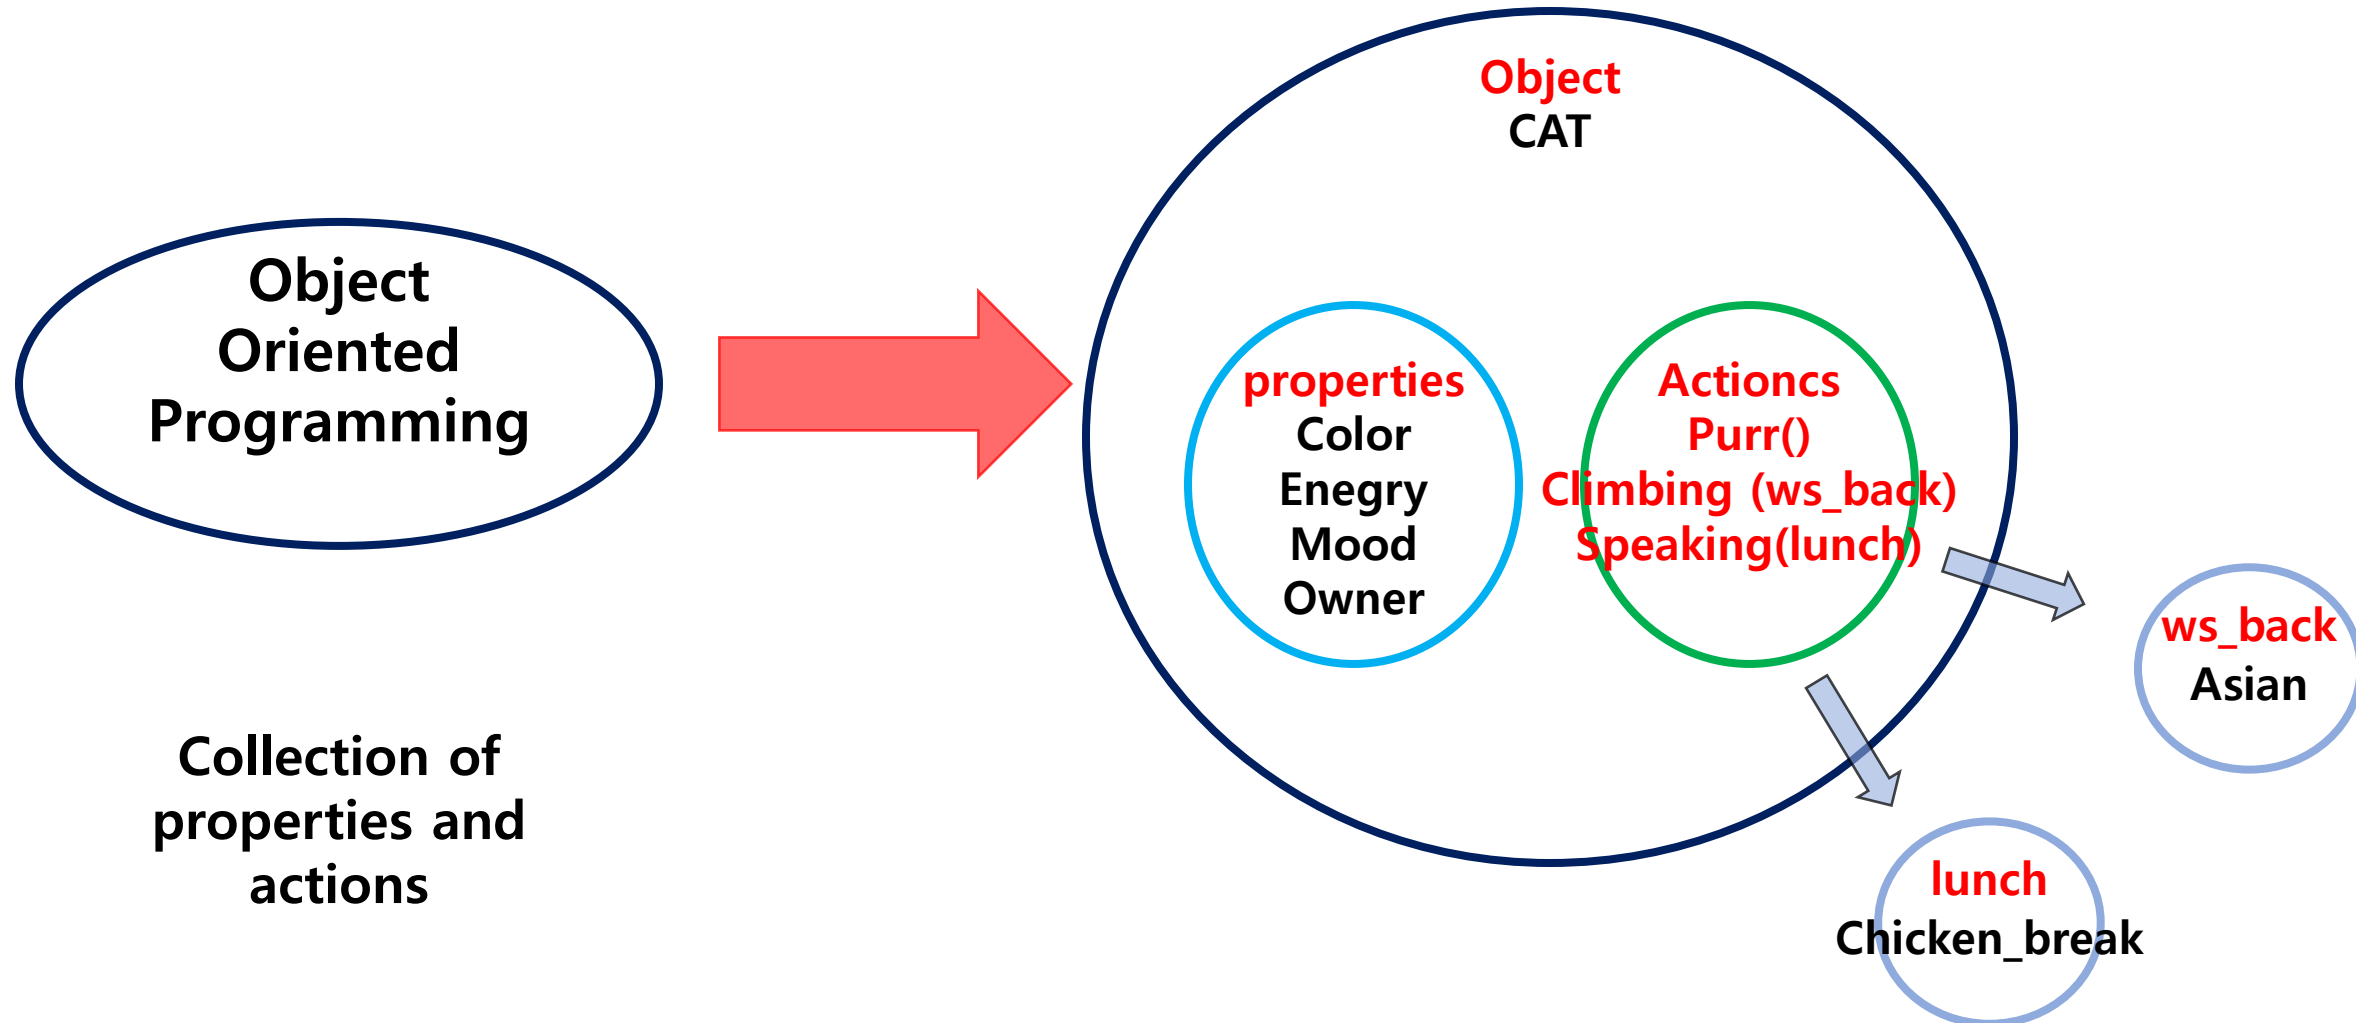 Object
Oriented
Programming
Collection of
properties and
actions
Object
CAT
properties
Color
Enegry
Mood
Owner
Actioncs
Purr()
Climbing (ws_back)
Speaking(lunch)
ws_back
Asian
lunch
Chicken_break